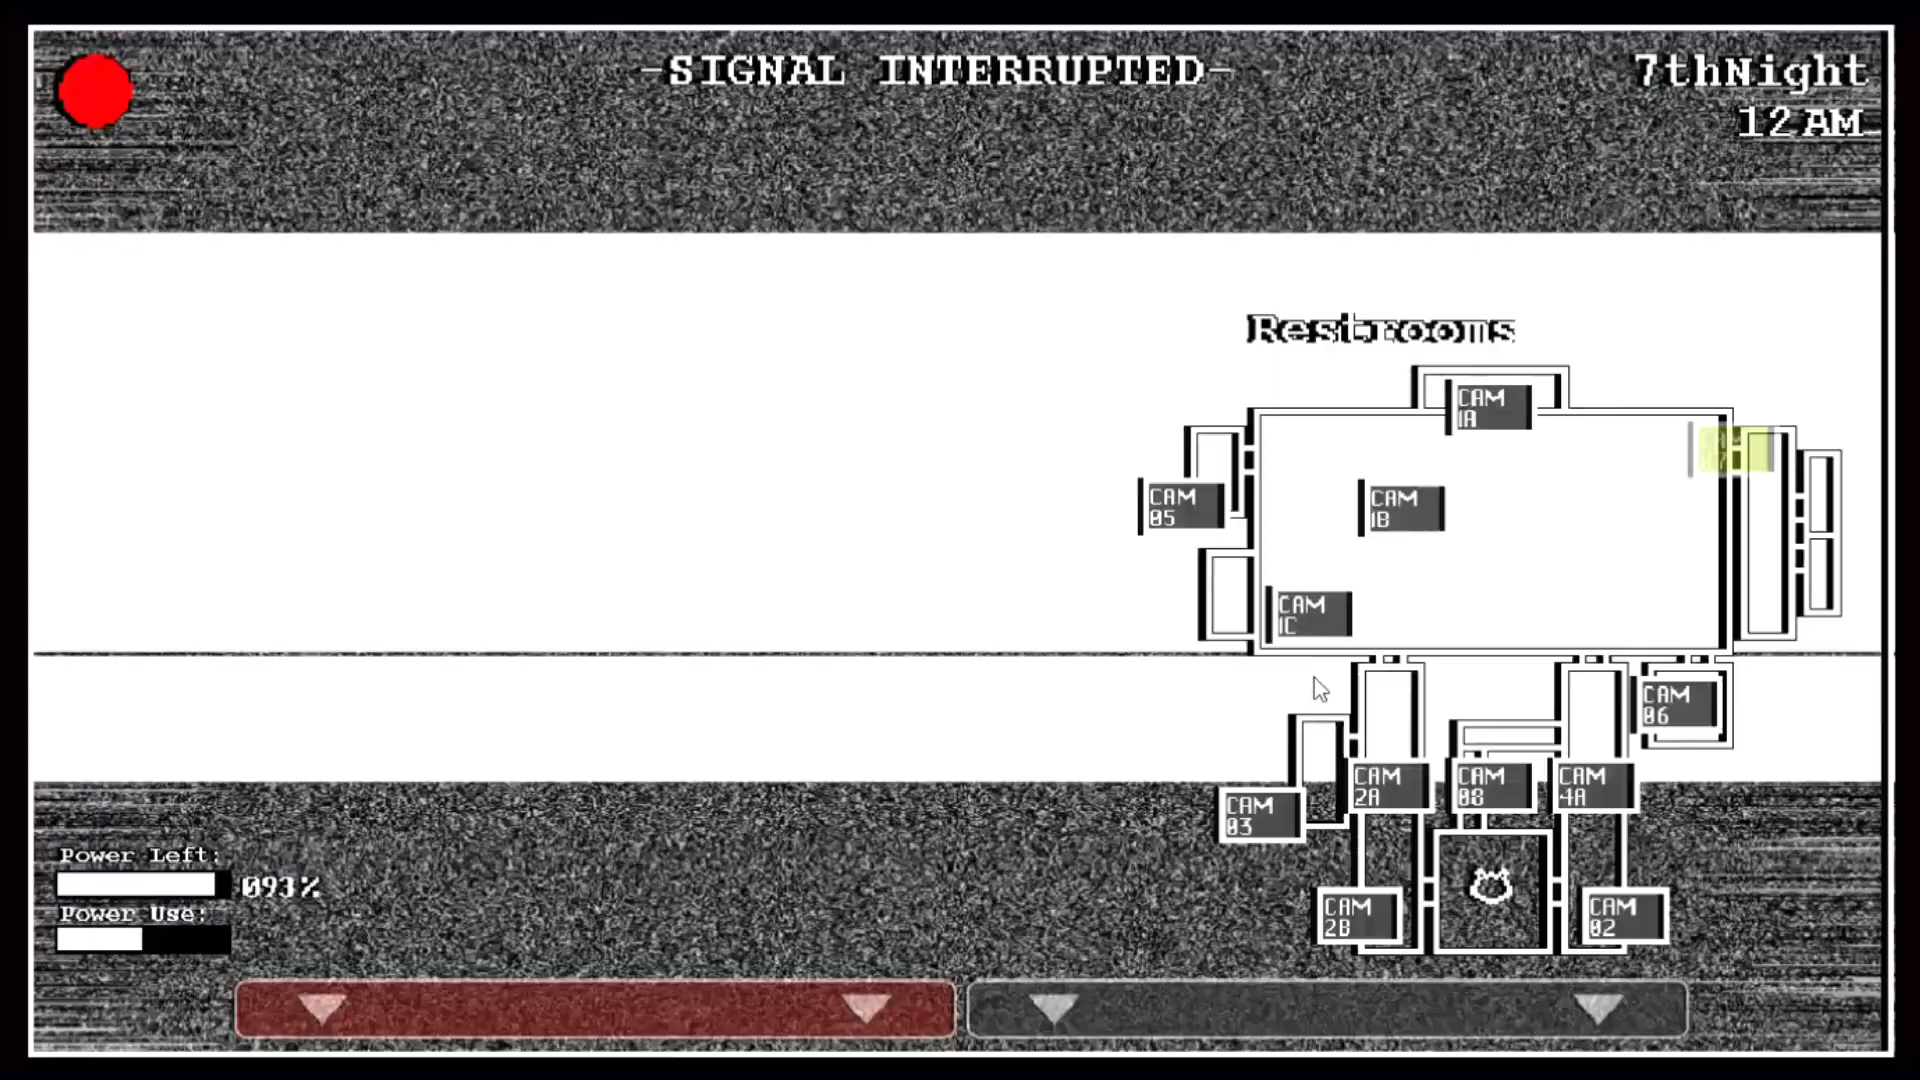 -SIGNAL INTERRUPTED-
7thNight
12 AM
Restrooms
CAM
1A
CAM
05
CAM
1B
CAM
1C
CAM
06
CAM
2A
CAM
08
CAM
4A
CAM
03
CAM
2B
CAM
02
Power Left:
093%
Power Use: